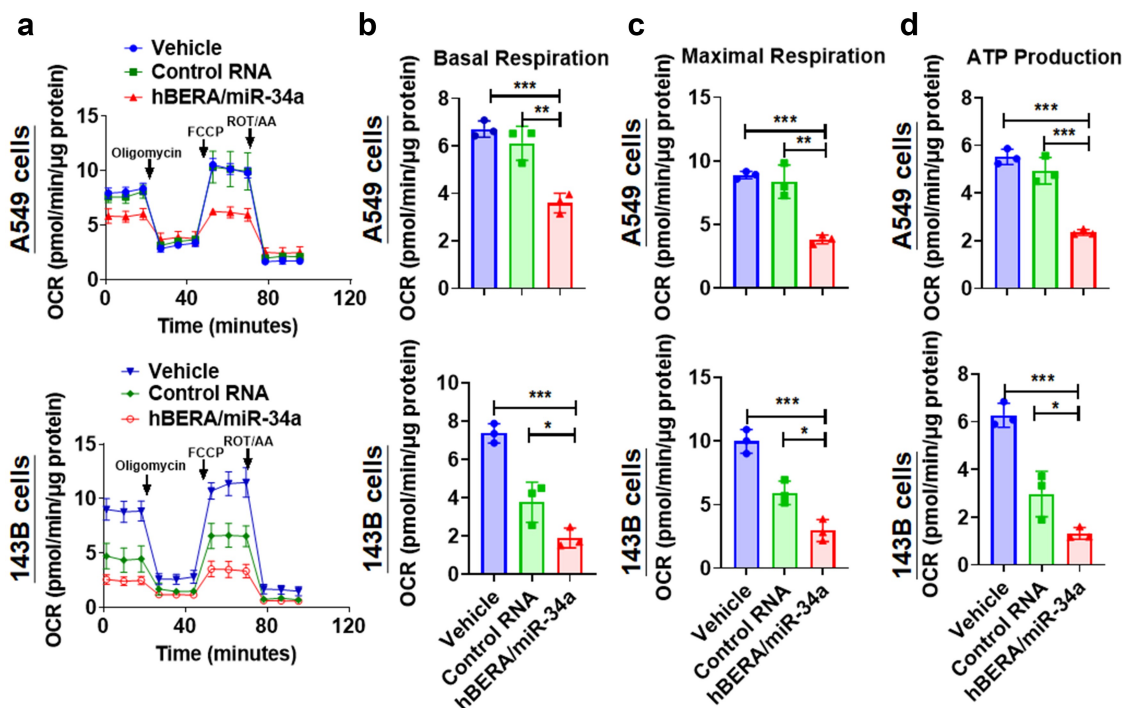 a
Vehicle
Control RNA
hBERA/miR-34a
A549 cells
OCR (pmol/min/µg protein)
15
10
5
0
Oligomycin
FCCP
ROT/AA
0
40
80
120
Time (minutes)
b
Basal Respiration
A549 cells
OCR (pmol/min/µg protein)
8
6
4
2
0
***
**
c
Maximal Respiration
A549 cells
OCR (pmol/min/µg protein)
15
10
5
0
***
**
d
ATP Production
A549 cells
OCR (pmol/min/µg protein)
8
6
4
2
0
***
***
Vehicle
Control RNA
hBERA/miR-34a
143B cells
OCR (pmol/min/µg protein)
15
10
5
0
Oligomycin
FCCP
ROT/AA
0
40
80
120
Time (minutes)
143B cells
OCR (pmol/min/µg protein)
10
8
6
4
2
0
***
*
Vehicle
Control RNA
hBERA/miR-34a
143B cells
OCR (pmol/min/µg protein)
15
10
5
0
***
*
Vehicle
Control RNA
hBERA/miR-34a
143B cells
OCR (pmol/min/µg protein)
8
6
4
2
0
***
*
Vehicle
Control RNA
hBERA/miR-34a